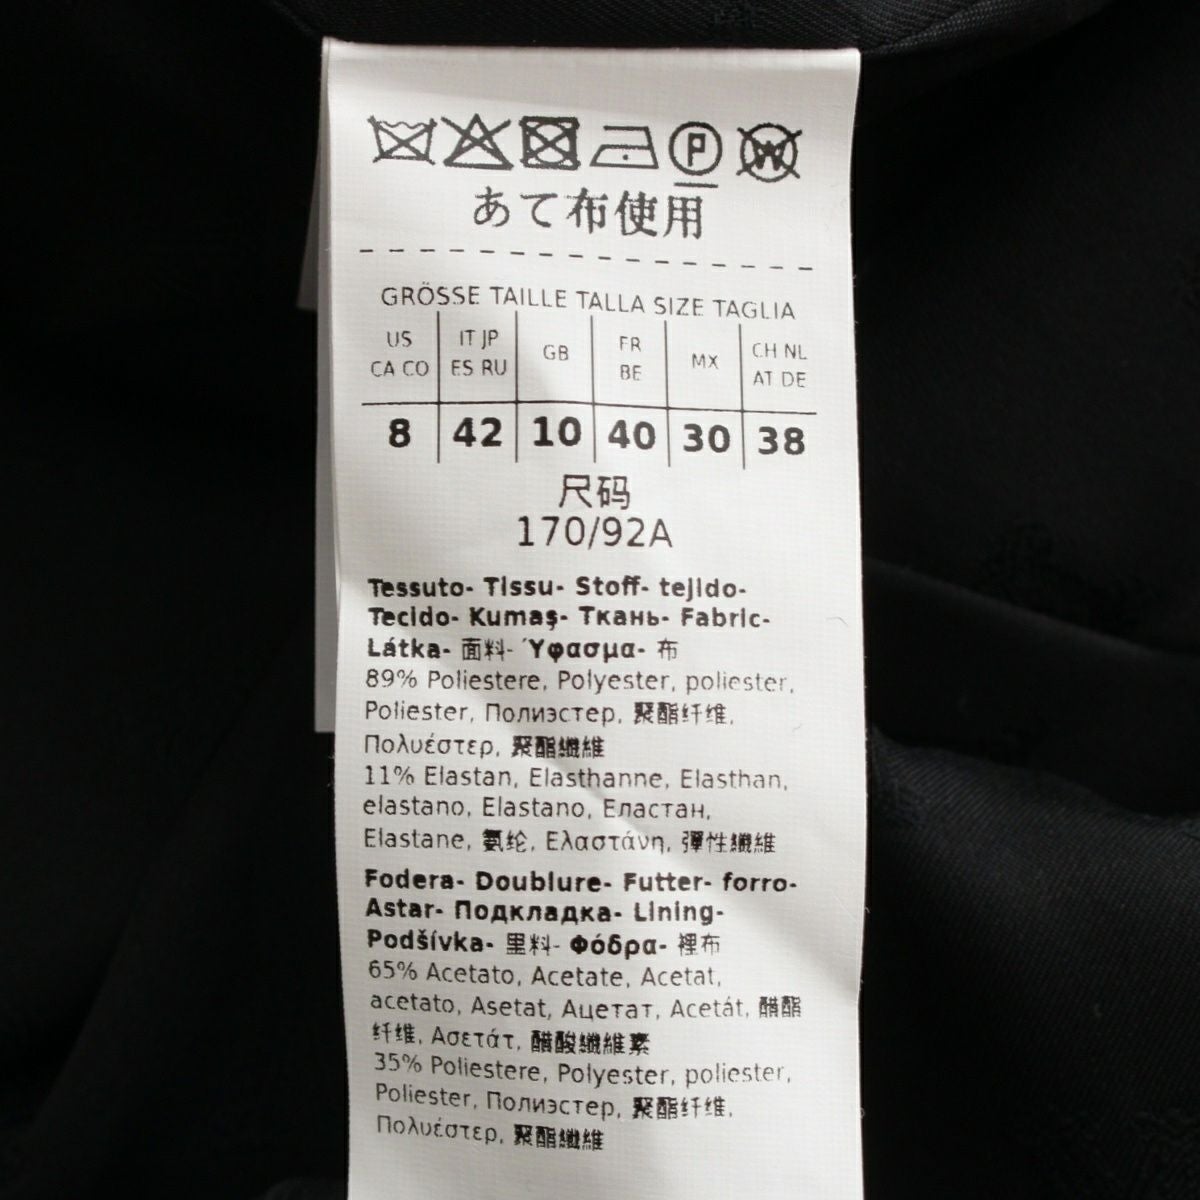 P W
あて布使用
GRÖSSE TAILLE TALLA SIZE TAGLIA
US CA CO | IT JP ES RU | GB | FR BE | MX | CH NL AT DE
8 | 42 | 10 | 40 | 30 | 38
尺码
170/92A
Tessuto- Tissu- Stoff- tejido-
Tecido- Kumaş- Ткань- Fabric-
Látka- 面料- Ύφασμα- 布
89% Poliestere, Polyester, poliester,
Poliester, Полиэстер, 聚酯纤维,
Πολυέστερ, 聚酯纖維
11% Elastan, Elasthanne, Elasthan,
elastano, Elastano, Еластан,
Elastane, 氨纶, Ελαστάνη, 彈性纖維
Fodera- Doublure- Futter- forro-
Astar- Подкладка- Lining-
Podšívka- 里料- Φόδρα- 裡布
65% Acetato, Acetate, Acetat,
acetato, Asetat, Ацетат, Acetát, 醋酯
纤维, Ασετάτ, 醋酸纖維素
35% Poliestere, Polyester, poliester,
Poliester, Полиэстер, 聚酯纤维,
Πολυέστερ, 聚酯纖維